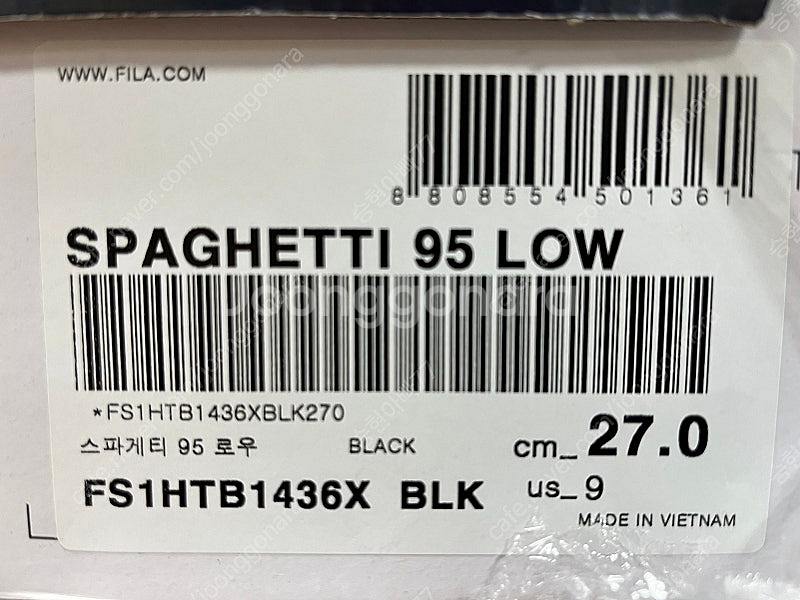 WWW.FILA.COM
8 808554 501361
SPAGHETTI 95 LOW
Joonggonara
*FS1HTB1436XBLK270
스파게티 95 로우 BLACK
cm_27.0
FS1HTB1436X BLK
us_9
MADE IN VIETNAM